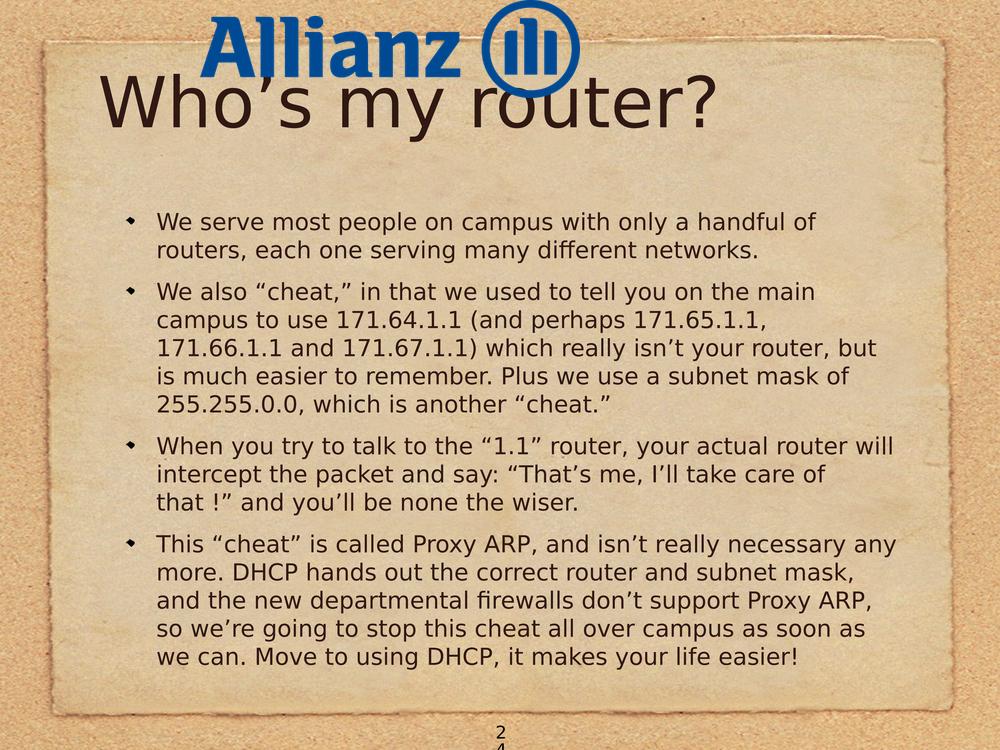 Allianz
Who’s my router?
We serve most people on campus with only a handful of
routers, each one serving many different networks.
We also “cheat,” in that we used to tell you on the main
campus to use 171.64.1.1 (and perhaps 171.65.1.1,
171.66.1.1 and 171.67.1.1) which really isn’t your router, but
is much easier to remember. Plus we use a subnet mask of
255.255.0.0, which is another “cheat.”
When you try to talk to the “1.1” router, your actual router will
intercept the packet and say: “That’s me, I’ll take care of
that !” and you’ll be none the wiser.
This “cheat” is called Proxy ARP, and isn’t really necessary any
more. DHCP hands out the correct router and subnet mask,
and the new departmental firewalls don’t support Proxy ARP,
so we’re going to stop this cheat all over campus as soon as
we can. Move to using DHCP, it makes your life easier!
2
4